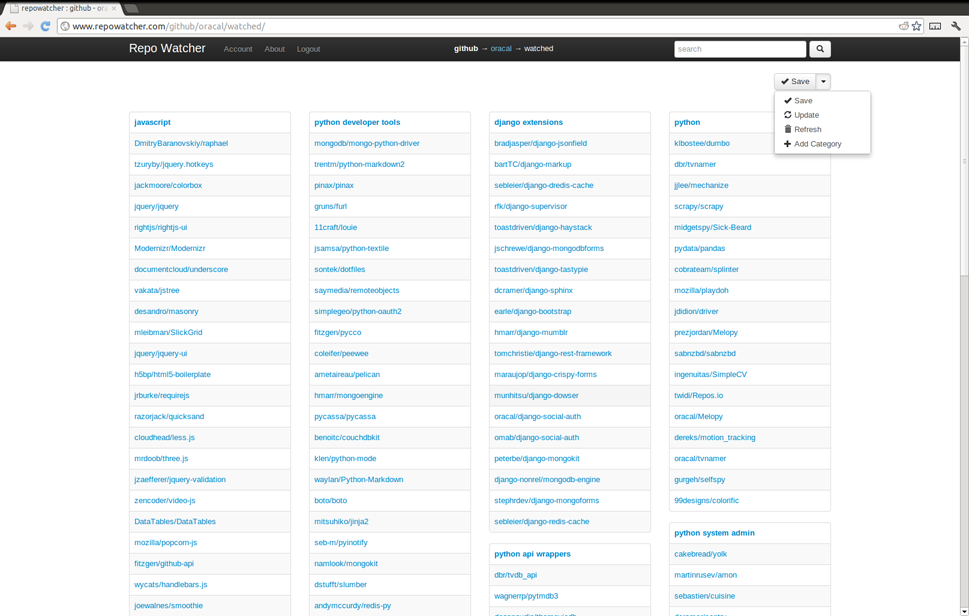 repowatcher : github - ora
www.repowatcher.com/github/oracal/watched/
Repo Watcher
Account
About
Logout
github → oracal → watched
search
Save
Save
Update
Refresh
Add Category
javascript
DmitryBaranovskiy/raphael
tzuryby/jquery.hotkeys
jackmoore/colorbox
jquery/jquery
rightjs/rightjs-ui
Modernizr/Modernizr
documentcloud/underscore
vakata/jstree
desandro/masonry
mleibman/SlickGrid
jquery/jquery-ui
h5bp/html5-boilerplate
jrburke/requirejs
razorjack/quicksand
cloudhead/less.js
mrdoob/three.js
jzaefferer/jquery-validation
zencoder/video-js
DataTables/DataTables
mozilla/popcorn-js
fitzgen/github-api
wycats/handlebars.js
joewalnes/smoothie
python developer tools
mongodb/mongo-python-driver
trentm/python-markdown2
pinax/pinax
gruns/furl
11craft/louie
jsamsa/python-textile
sontek/dotfiles
saymedia/remoteobjects
simplegeo/python-oauth2
fitzgen/pycco
coleifer/peewee
ametaireau/pelican
hmarr/mongoengine
pycassa/pycassa
benoitc/couchdbkit
klen/python-mode
waylan/Python-Markdown
boto/boto
mitsuhiko/jinja2
seb-m/pyinotify
namlook/mongokit
dstufft/slumber
andymccurdy/redis-py
django extensions
bradjasper/django-jsonfield
bartTC/django-markup
sebleier/django-dredis-cache
rfk/django-supervisor
toastdriven/django-haystack
jschrewe/django-mongodbforms
toastdriven/django-tastypie
dcramer/django-sphinx
earle/django-bootstrap
hmarr/django-mumblr
tomchristie/django-rest-framework
maraujop/django-crispy-forms
munhitsu/django-dowser
oracal/django-social-auth
omab/django-social-auth
peterbe/django-mongokit
django-nonrel/mongodb-engine
stephrdev/django-mongoforms
sebleier/django-redis-cache
python api wrappers
dbr/tvdb_api
wagnerrp/pytmdb3
python
klbostee/dumbo
dbr/tvnamer
jjlee/mechanize
scrapy/scrapy
midgetspy/Sick-Beard
pydata/pandas
cobrateam/splinter
mozilla/playdoh
jdidion/driver
prezjordan/Melopy
sabnzbd/sabnzbd
ingenuitas/SimpleCV
twidi/Repos.io
oracal/Melopy
dereks/motion_tracking
oracal/tvnamer
gurgeh/selfspy
99designs/colorific
python system admin
cakebread/yolk
martinrusev/amon
sebastien/cuisine